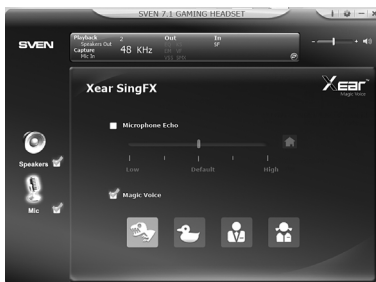 SVEN 7.1 GAMING HEADSET
SVEN
Playback 2 Out In
Speakers Out 48 KHz SP
Capture
Mic In
Xear SingFX
Xear
Magic Voice
Microphone Echo
Low Default High
Speakers
Magic Voice
Mic